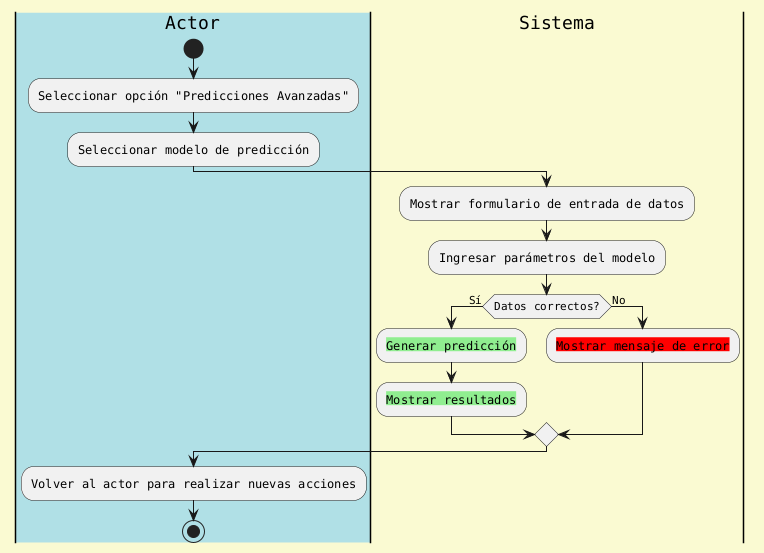 Actor
Sistema
Seleccionar opción "Predicciones Avanzadas"
Seleccionar modelo de predicción
Mostrar formulario de entrada de datos
Ingresar parámetros del modelo
Sí
Datos correctos?
No
Generar predicción
Mostrar mensaje de error
Mostrar resultados
Volver al actor para realizar nuevas acciones